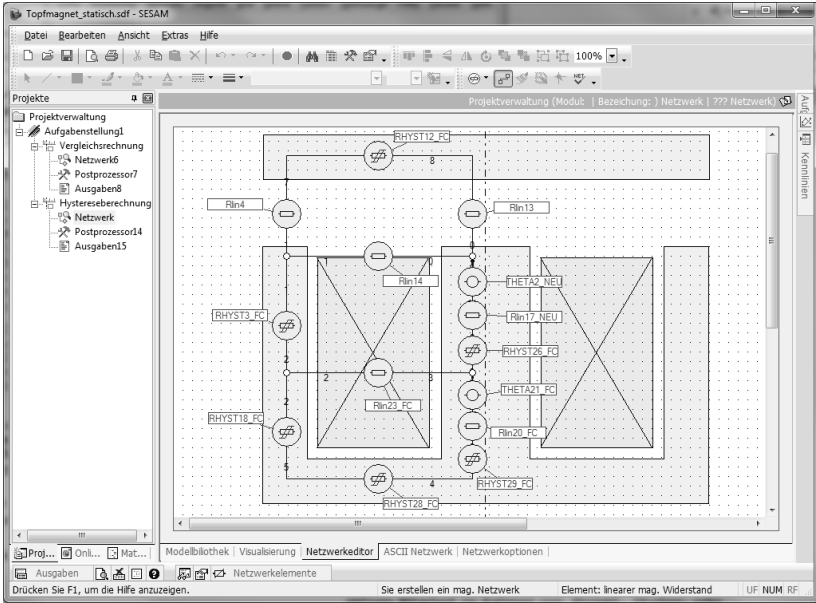 Topfmagnet_statisch.sdf - SESAM
Datei Bearbeiten Ansicht Extras Hilfe
100%
NET
Projekte
Projektverwaltung (Modul: | Bezeichung: ) Netzwerk | ??? Netzwerk)
Projektverwaltung
Aufgabenstellung1
Vergleichsrechnung
Netzwerk6
Postprozessor7
Ausgaben8
Hystereseberechnung
Netzwerk
Postprozessor14
Ausgaben15
Kennlinien
RHYST12_FC
8
7
Rlin4
Rlin13
1
0
1
0
Rlin14
THETA2_NEU
RHYST3_FC
Rlin17_NEU
RHYST26_FC
2
2
3
THETA21_FC
2
Rlin23_FC
RHYST18_FC
Rlin20_FC
5
4
RHYST29_FC
RHYST28_FC
Proj... Onli... Mat...
Modellbiliothek | Visualisierung | Netzwerkeditor | ASCII Netzwerk | Netzwerkoptionen |
Ausgaben Netzwerkelemente
Drücken Sie F1, um die Hilfe anzuzeigen. Sie erstellen ein mag. Netzwerk Element: linearer mag. Widerstand UF NUM RF